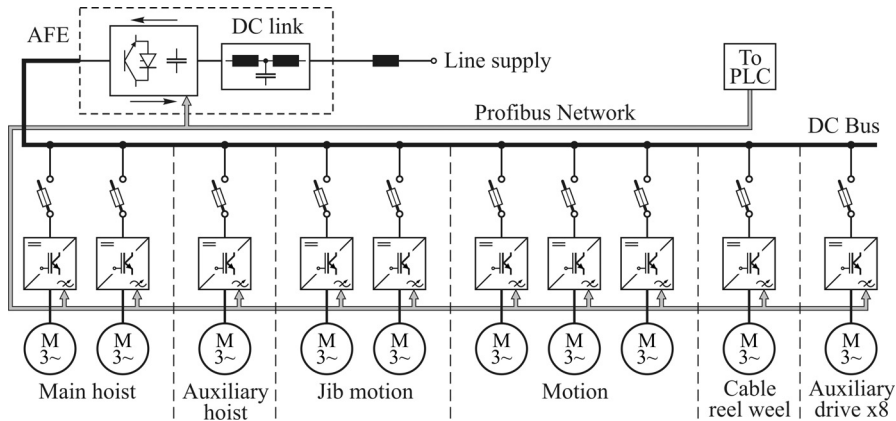 AFE
DC link
Line supply
To
PLC
Profibus Network
DC Bus
M
3~
M
3~
M
3~
M
3~
M
3~
M
3~
M
3~
M
3~
M
3~
M
3~
Main hoist
Auxiliary
hoist
Jib motion
Motion
Cable
reel weel
Auxiliary
drive x8